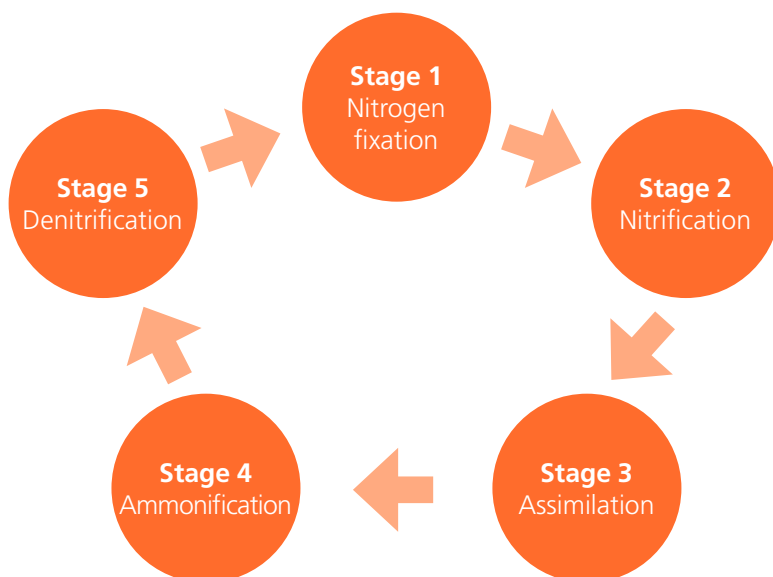 Stage 1
Nitrogen
fixation
Stage 2
Nitrification
Stage 3
Assimilation
Stage 4
Ammonification
Stage 5
Denitrification